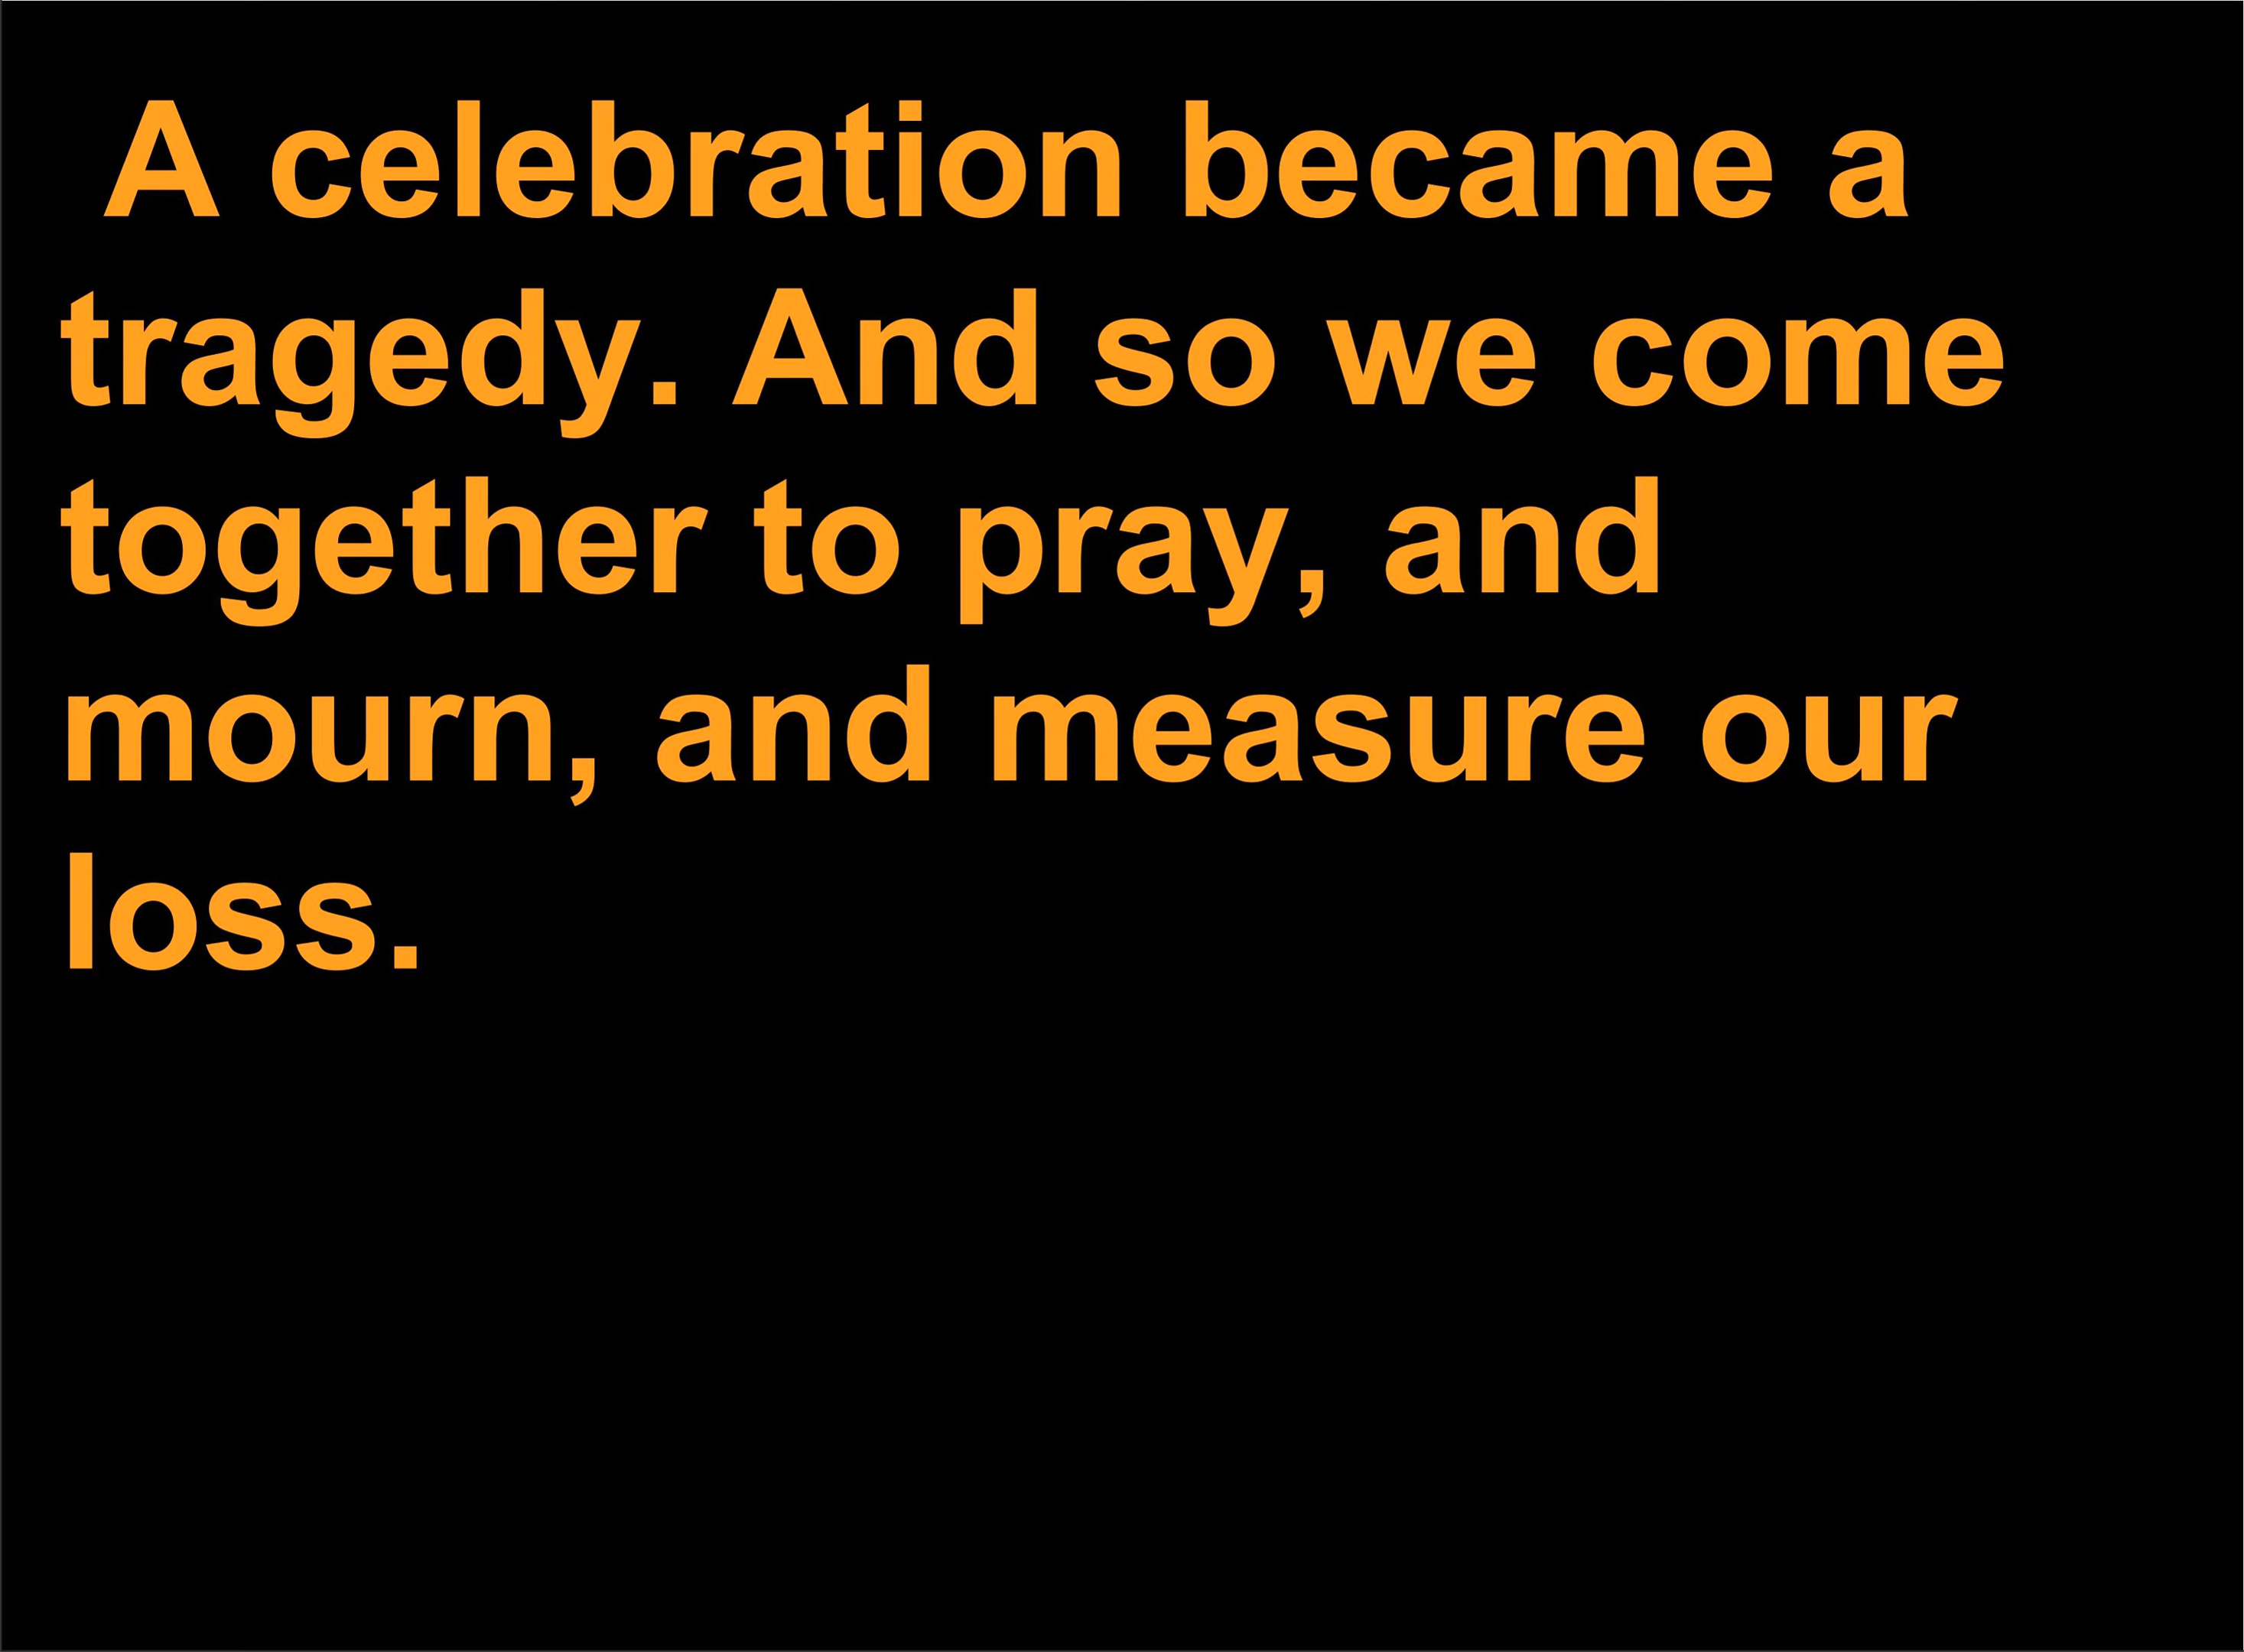 A celebration became a
tragedy. And so we come
together to pray, and
mourn, and measure our
loss.